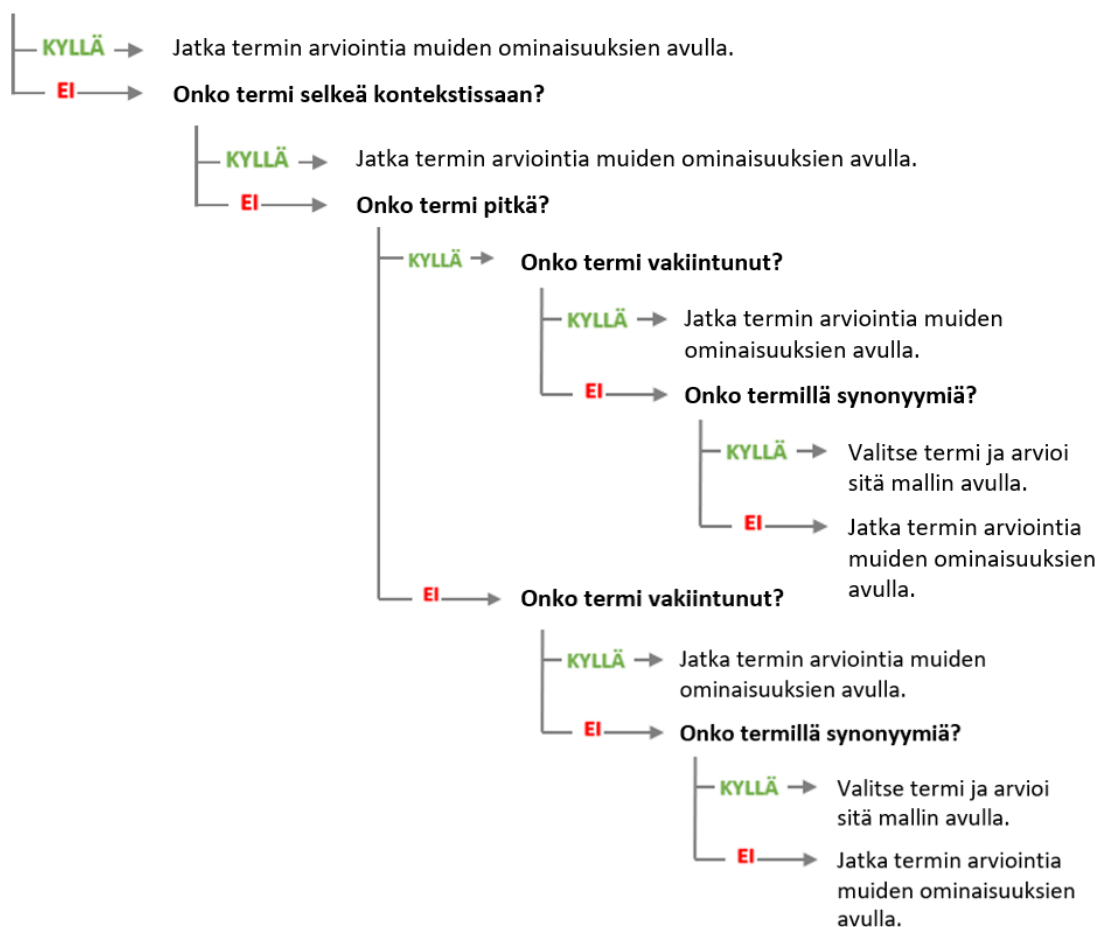 KYLLÄ Jatka termin arviointia muiden ominaisuuksien avulla.
EI Onko termi selkeä kontekstissaan?
KYLLÄ Jatka termin arviointia muiden ominaisuuksien avulla.
EI Onko termi pitkä?
KYLLÄ Onko termi vakiintunut?
KYLLÄ Jatka termin arviointia muiden
ominaisuuksien avulla.
EI Onko termillä synonyymiä?
KYLLÄ Valitse termi ja arvioi
sitä mallin avulla.
EI Jatka termin arviointia
muiden ominaisuuksien
avulla.
EI Onko termi vakiintunut?
KYLLÄ Jatka termin arviointia muiden
ominaisuuksien avulla.
EI Onko termillä synonyymiä?
KYLLÄ Valitse termi ja arvioi
sitä mallin avulla.
EI Jatka termin arviointia
muiden ominaisuuksien
avulla.